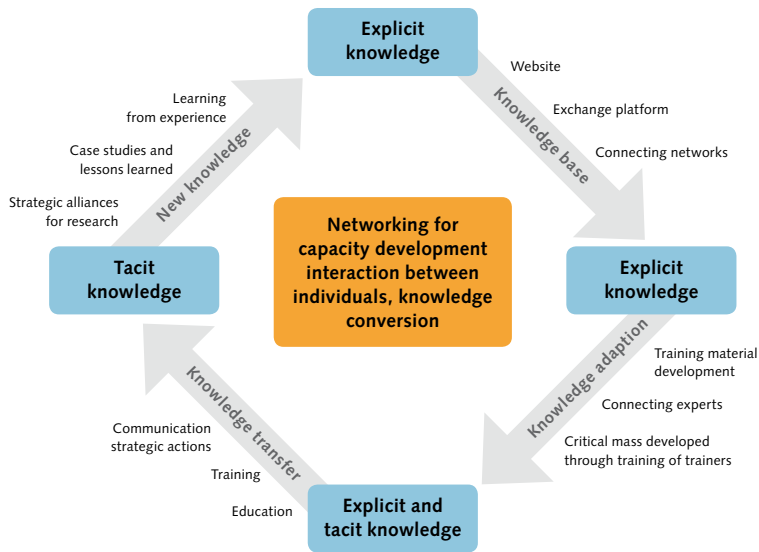 Explicit
knowledge
Website
Exchange platform
Connecting networks
Knowledge base
Learning
from experience
Case studies and
lessons learned
Strategic alliances
for research
New knowledge
Networking for
capacity development
interaction between
individuals, knowledge
conversion
Tacit
knowledge
Explicit
knowledge
Knowledge adaption
Training material
development
Connecting experts
Critical mass developed
through training of trainers
Knowledge transfer
Communication
strategic actions
Training
Education
Explicit and
tacit knowledge